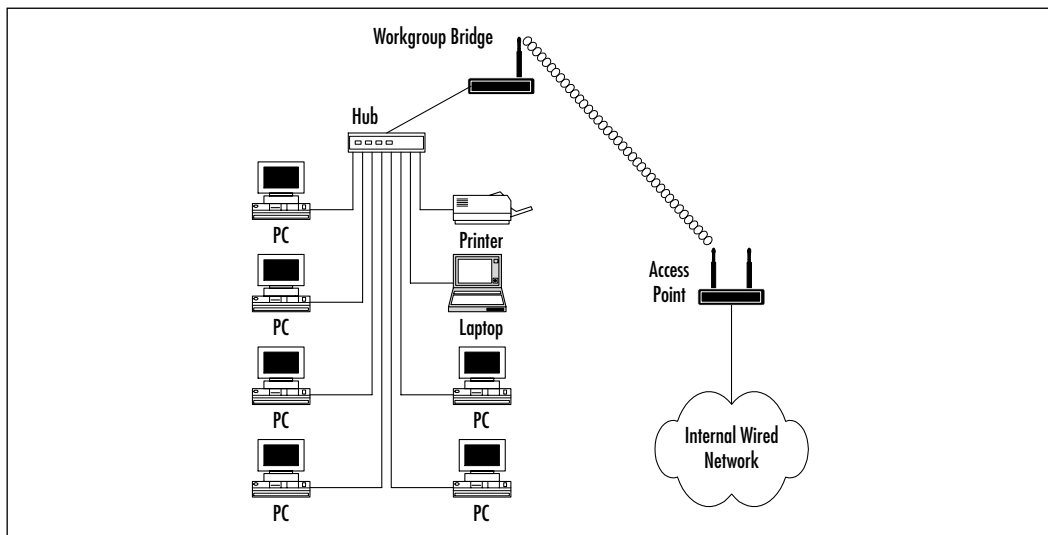 Workgroup Bridge
Hub
PC
Printer
Access
Point
PC
Laptop
PC
PC
Internal Wired
Network
PC
PC